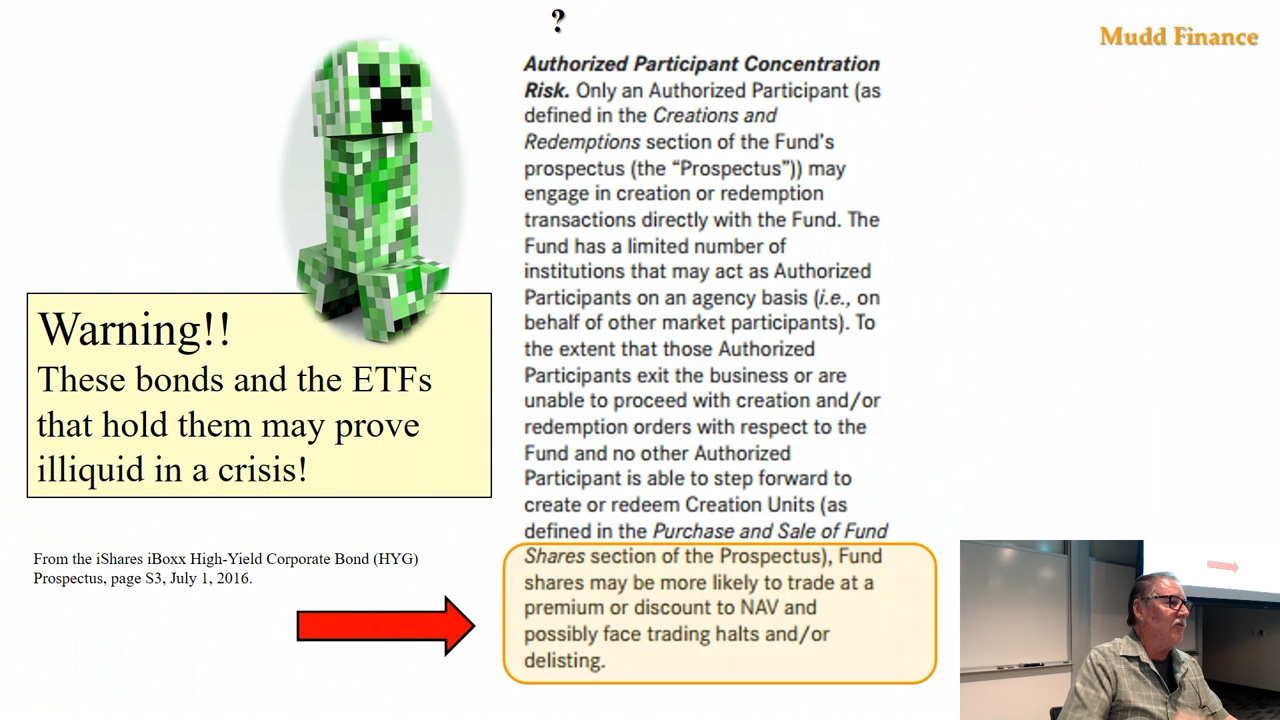 ?
Mudd Finance
Authorized Participant Concentration
Risk. Only an Authorized Participant (as
defined in the Creations and
Redemptions section of the Fund's
prospectus (the “Prospectus”)) may
engage in creation or redemption
transactions directly with the Fund. The
Fund has a limited number of
institutions that may act as Authorized
Participants on an agency basis (i.e., on
behalf of other market participants). To
the extent that those Authorized
Participants exit the business or are
unable to proceed with creation and/or
redemption orders with respect to the
Fund and no other Authorized
Participant is able to step forward to
create or redeem Creation Units (as
defined in the Purchase and Sale of Fund
Shares section of the Prospectus), Fund
shares may be more likely to trade at a
premium or discount to NAV and
possibly face trading halts and/or
delisting.
Warning!!
These bonds and the ETFs
that hold them may prove
illiquid in a crisis!
From the iShares iBoxx High-Yield Corporate Bond (HYG)
Prospectus, page S3, July 1, 2016.